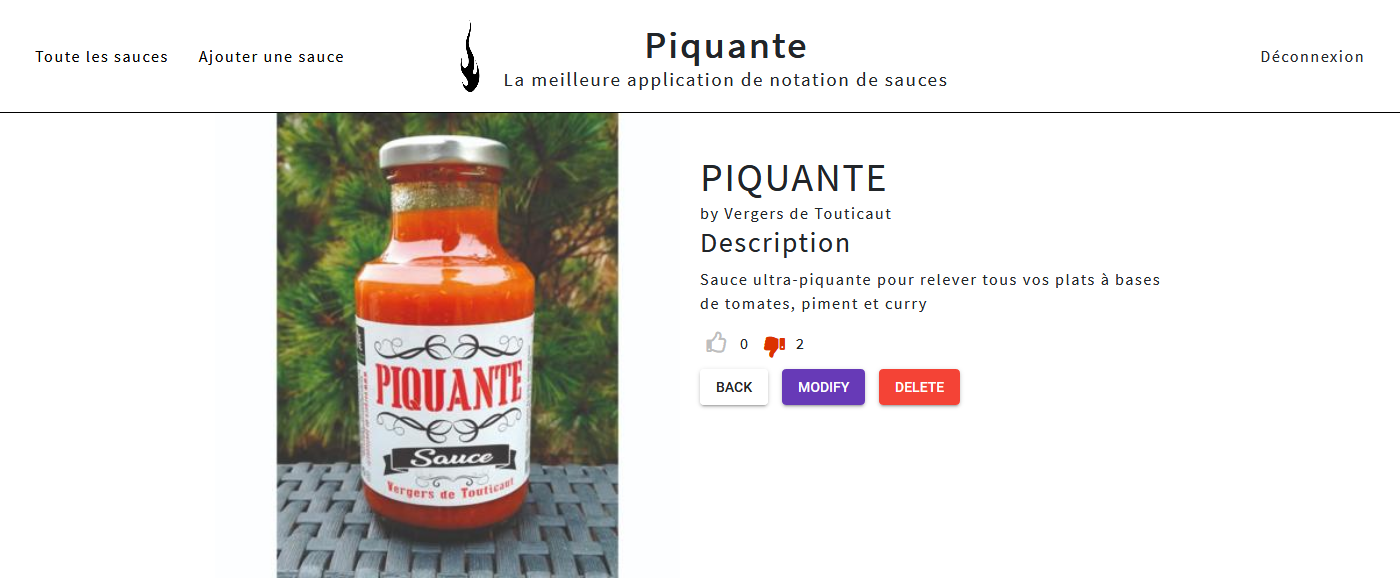 Toute les sauces
Ajouter une sauce
Piquante
La meilleure application de notation de sauces
Déconnexion
PIQUANTE
Sauce
Vergers de Touticaut
PIQUANTE
by Vergers de Touticaut
Description
Sauce ultra-piquante pour relever tous vos plats à bases
de tomates, piment et curry
0
2
BACK
MODIFY
DELETE